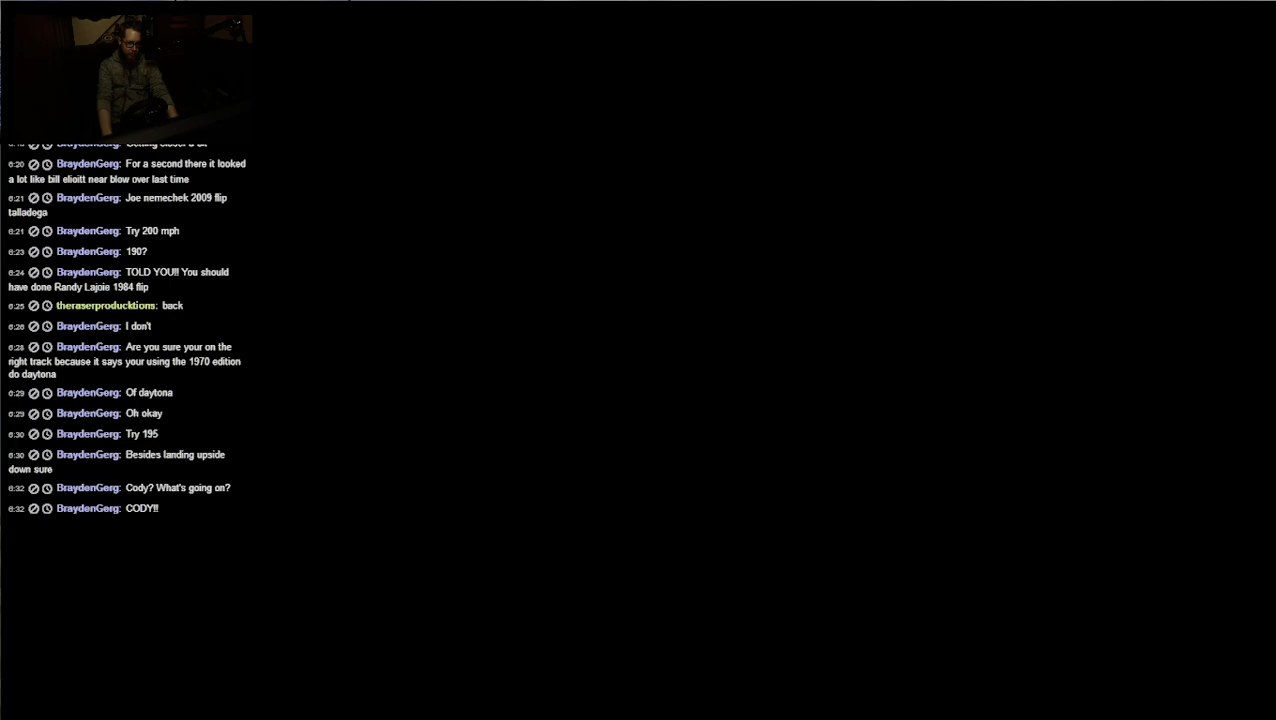 6:20 BraydenGerg: For a second there it looked
a lot like bill elioitt near blow over last time
6:21 BraydenGerg: Joe nemechek 2009 flip
talladega
6:21 BraydenGerg: Try 200 mph
6:23 BraydenGerg: 190?
6:24 BraydenGerg: TOLD YOU!! You should
have done Randy Lajoie 1984 flip
6:25 theraserproducktions: back
6:26 BraydenGerg: I don't
6:28 BraydenGerg: Are you sure your on the
right track because it says your using the 1970 edition
do daytona
6:29 BraydenGerg: Of daytona
6:29 BraydenGerg: Oh okay
6:30 BraydenGerg: Try 195
6:30 BraydenGerg: Besides landing upside
down sure
6:32 BraydenGerg: Cody? What's going on?
6:32 BraydenGerg: CODY!!